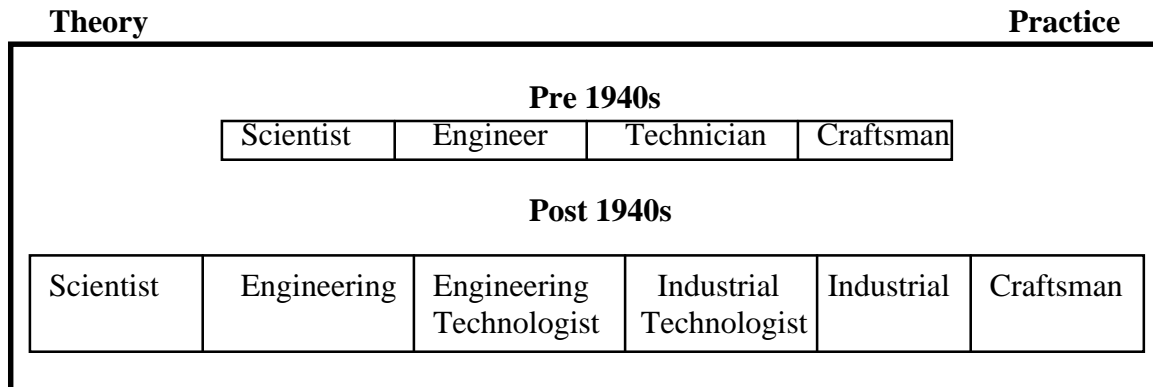 Theory Practice
Pre 1940s
Scientist Engineer Technician Craftsman
Post 1940s
Scientist Engineering Engineering Technologist Industrial Technologist Industrial Craftsman